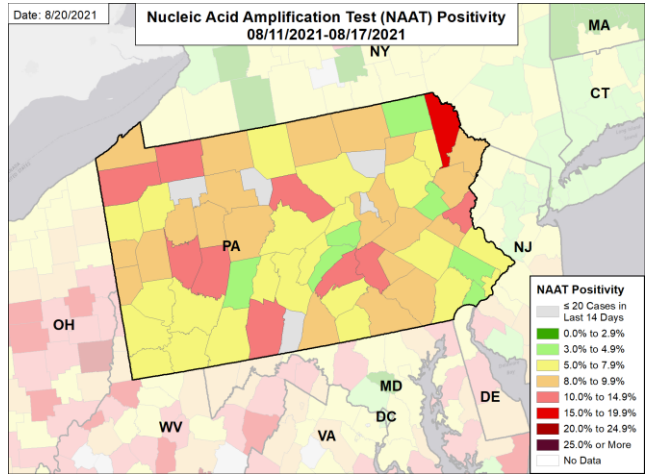 Date: 8/20/2021
Nucleic Acid Amplification Test (NAAT) Positivity
08/11/2021-08/17/2021
NY
MA
CT
PA
NJ
OH
MD
DE
WV
DC
VA
NAAT Positivity
≤ 20 Cases in
Last 14 Days
0.0% to 2.9%
3.0% to 4.9%
5.0% to 7.9%
8.0% to 9.9%
10.0% to 14.9%
15.0% to 19.9%
20.0% to 24.9%
25.0% or More
No Data